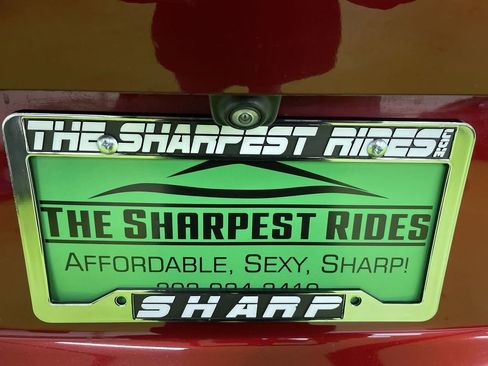 THE SHARPEST RIDES.COM
THE SHARPEST RIDES
AFFORDABLE, SEXY, SHARP!
SHARP